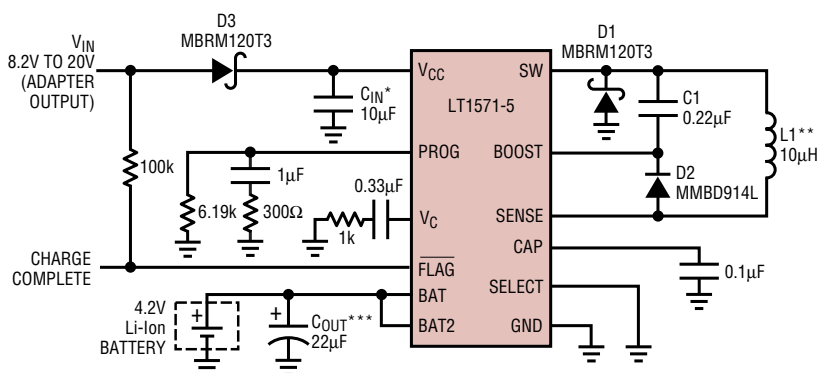 V_IN
8.2V TO 20V
(ADAPTER
OUTPUT)
D3
MBRM120T3
D1
MBRM120T3
V_CC
SW
C_IN*
10µF
LT1571-5
C1
0.22µF
L1**
10µH
100k
PROG
BOOST
1µF
0.33µF
D2
MMBD914L
6.19k
300Ω
1k
V_C
SENSE
CAP
CHARGE
COMPLETE
FLAG
0.1µF
SELECT
BAT
4.2V
Li-Ion
BATTERY
+
+
C_OUT***
22µF
BAT2
GND